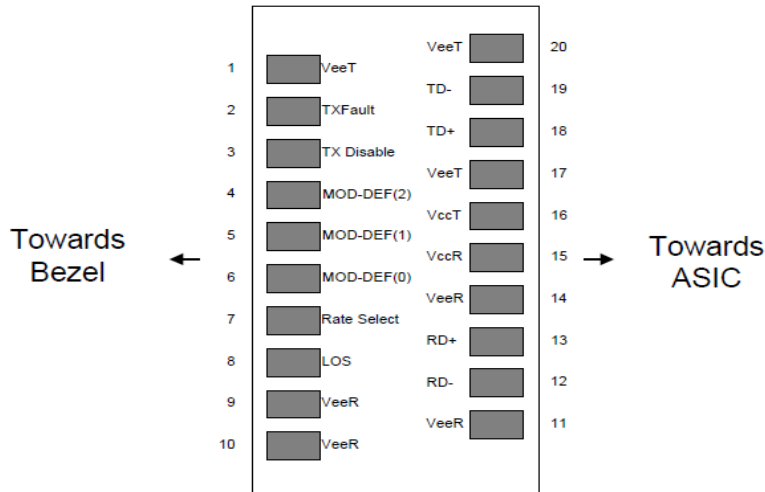 VeeT 20
1 VeeT
TD- 19
2 TXFault
TD+ 18
3 TX Disable
VeeT 17
4 MOD-DEF(2)
VccT 16
5 MOD-DEF(1)
Towards
Bezel
VccR 15
Towards
ASIC
6 MOD-DEF(0)
VeeR 14
7 Rate Select
RD+ 13
8 LOS
RD- 12
9 VeeR
VeeR 11
10 VeeR